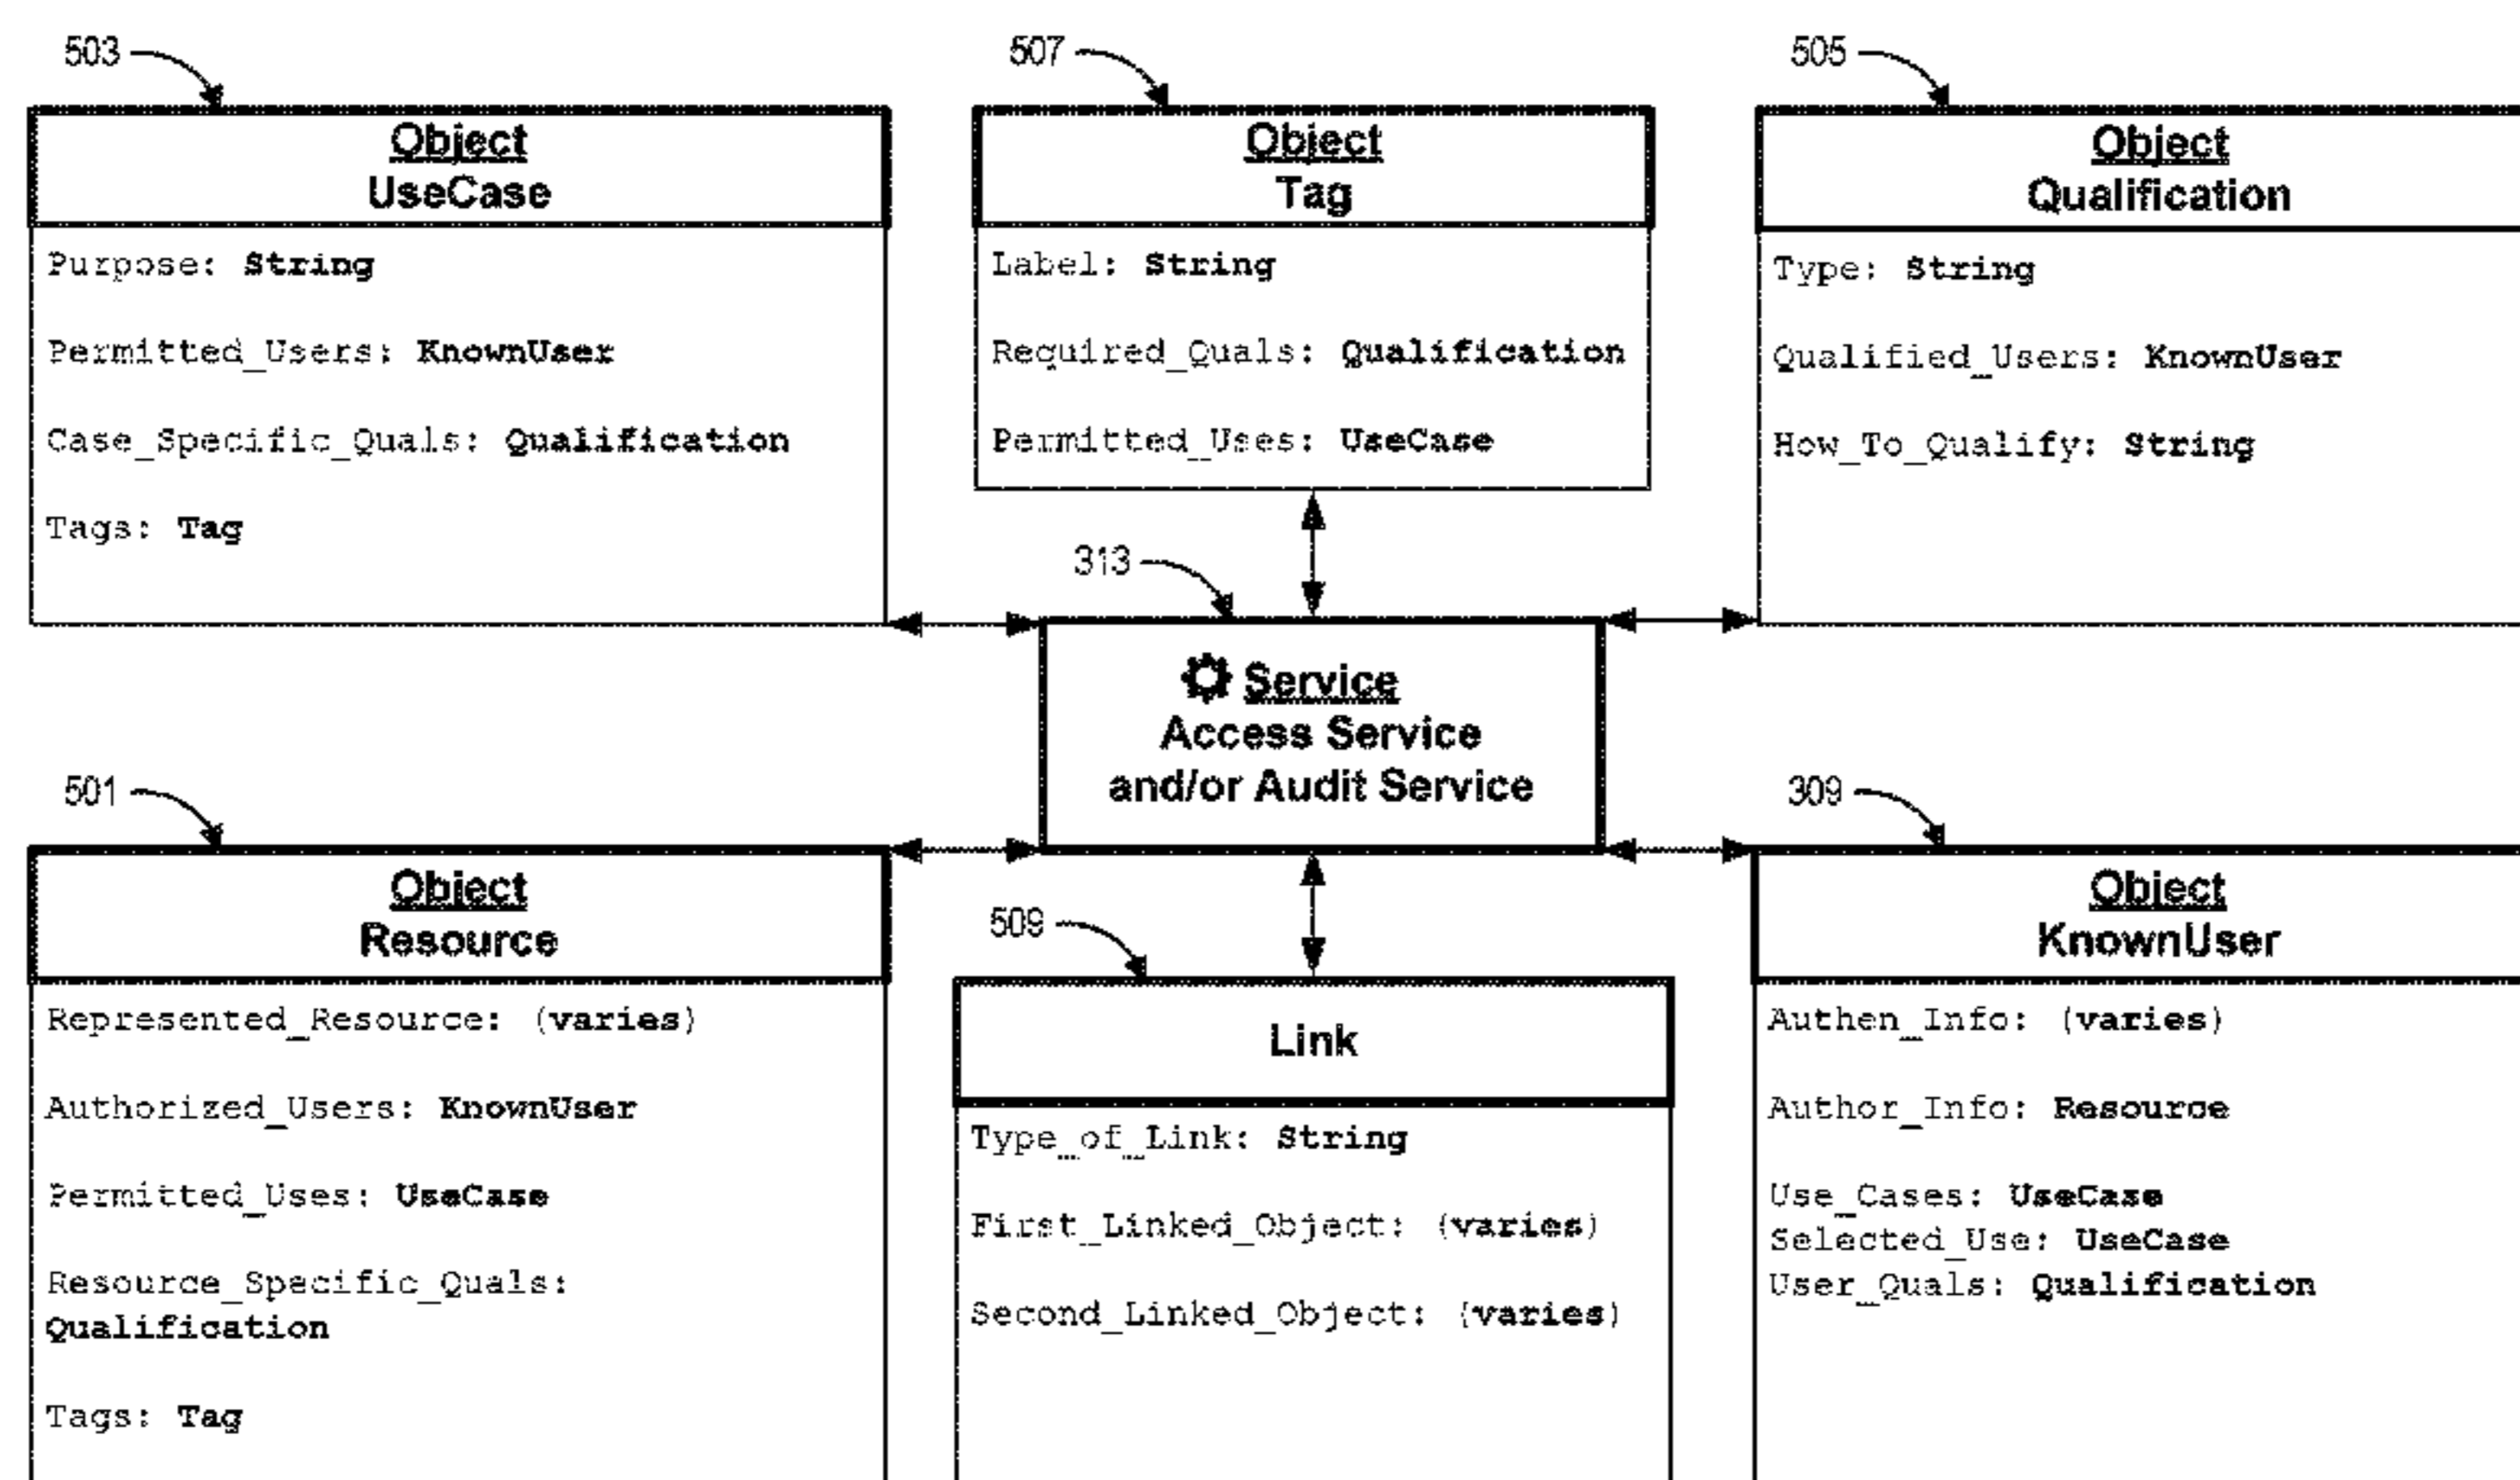 503
Object
UseCase
Purpose: String
Permitted_Users: KnownUser
Case_Specific_Quals: Qualification
Tags: Tag
507
Object
Tag
Label: String
Required_Quals: Qualification
Permitted_Uses: UseCase
505
Object
Qualification
Type: String
Qualified_Users: KnownUser
How_To_Qualify: String
313
Service
Access Service
and/or Audit Service
501
Object
Resource
Represented_Resource: (varies)
Authorized_Users: KnownUser
Permitted_Uses: UseCase
Resource_Specific_Quals:
Qualification
Tags: Tag
509
Link
Type_of_Link: String
First_Linked_Object: (varies)
Second_Linked_Object: (varies)
309
Object
KnownUser
Authen_Info: (varies)
Author_Info: Resource
Use_Cases: UseCase
Selected_Use: UseCase
User_Quals: Qualification